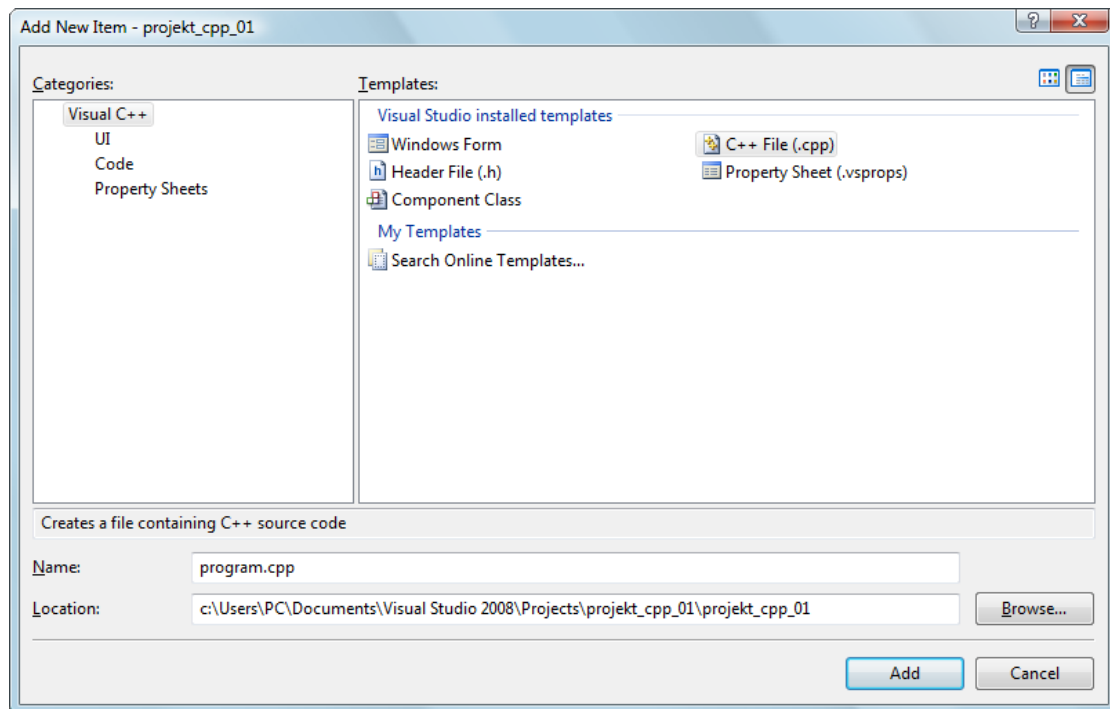 Add New Item - projekt_cpp_01
Categories:
Templates:
Visual C++
UI
Code
Property Sheets
Visual Studio installed templates
Windows Form
C++ File (.cpp)
Header File (.h)
Property Sheet (.vsprops)
Component Class
My Templates
Search Online Templates...
Creates a file containing C++ source code
Name: program.cpp
Location: c:\Users\PC\Documents\Visual Studio 2008\Projects\projekt_cpp_01\projekt_cpp_01 Browse...
Add Cancel